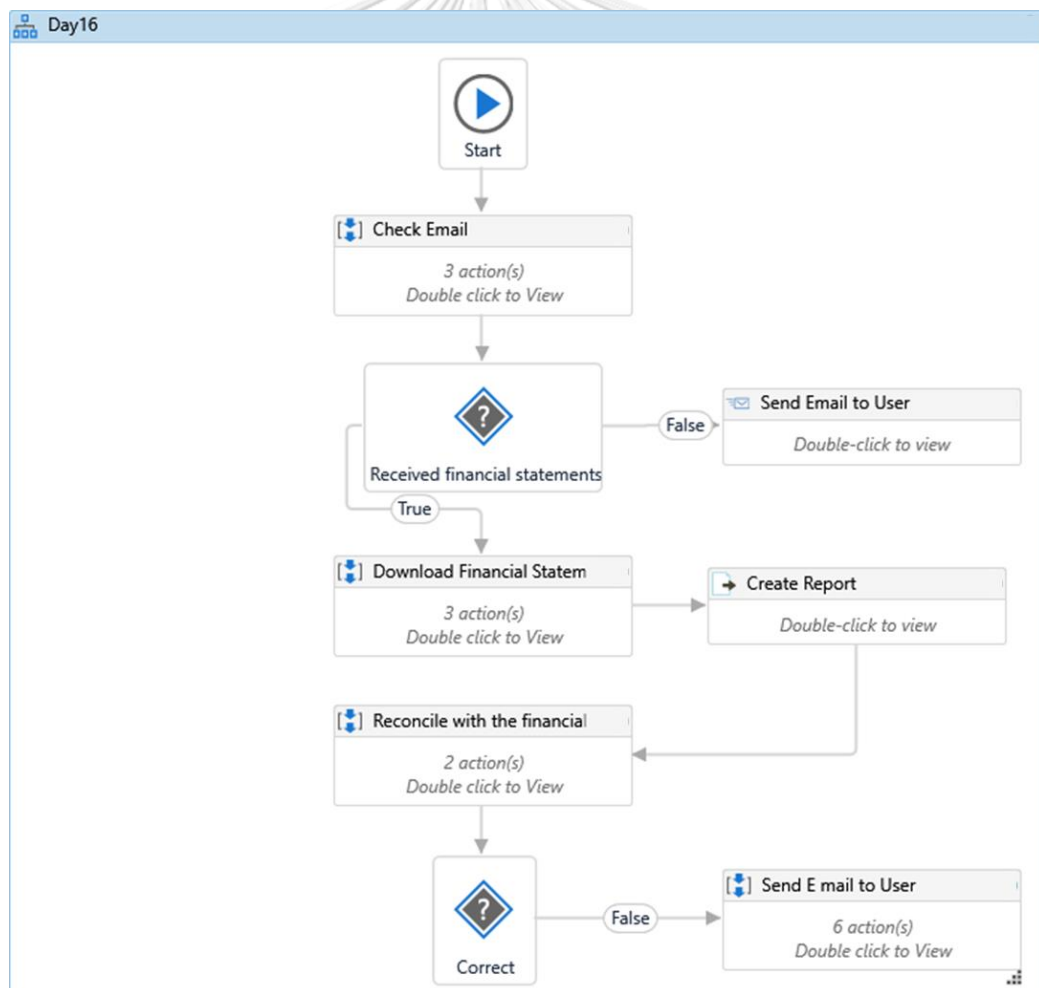 Day16
Start
Check Email
3 action(s)
Double click to View
Received financial statements
False
Send Email to User
Double-click to view
True
Download Financial Statem
3 action(s)
Double click to View
Create Report
Double-click to view
Reconcile with the financial
2 action(s)
Double click to View
Correct
False
Send E mail to User
6 action(s)
Double click to View